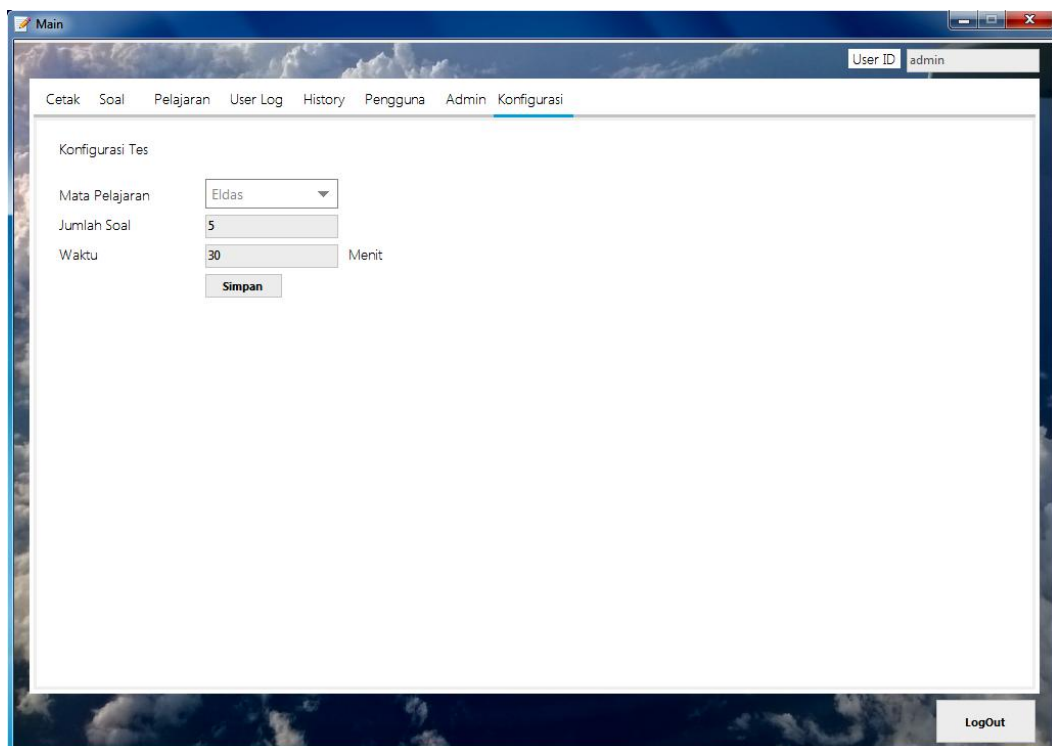 Main
User ID admin
Cetak Soal Pelajaran User Log History Pengguna Admin Konfigurasi
Konfigurasi Tes
Mata Pelajaran Eldas
Jumlah Soal 5
Waktu 30 Menit
Simpan
LogOut